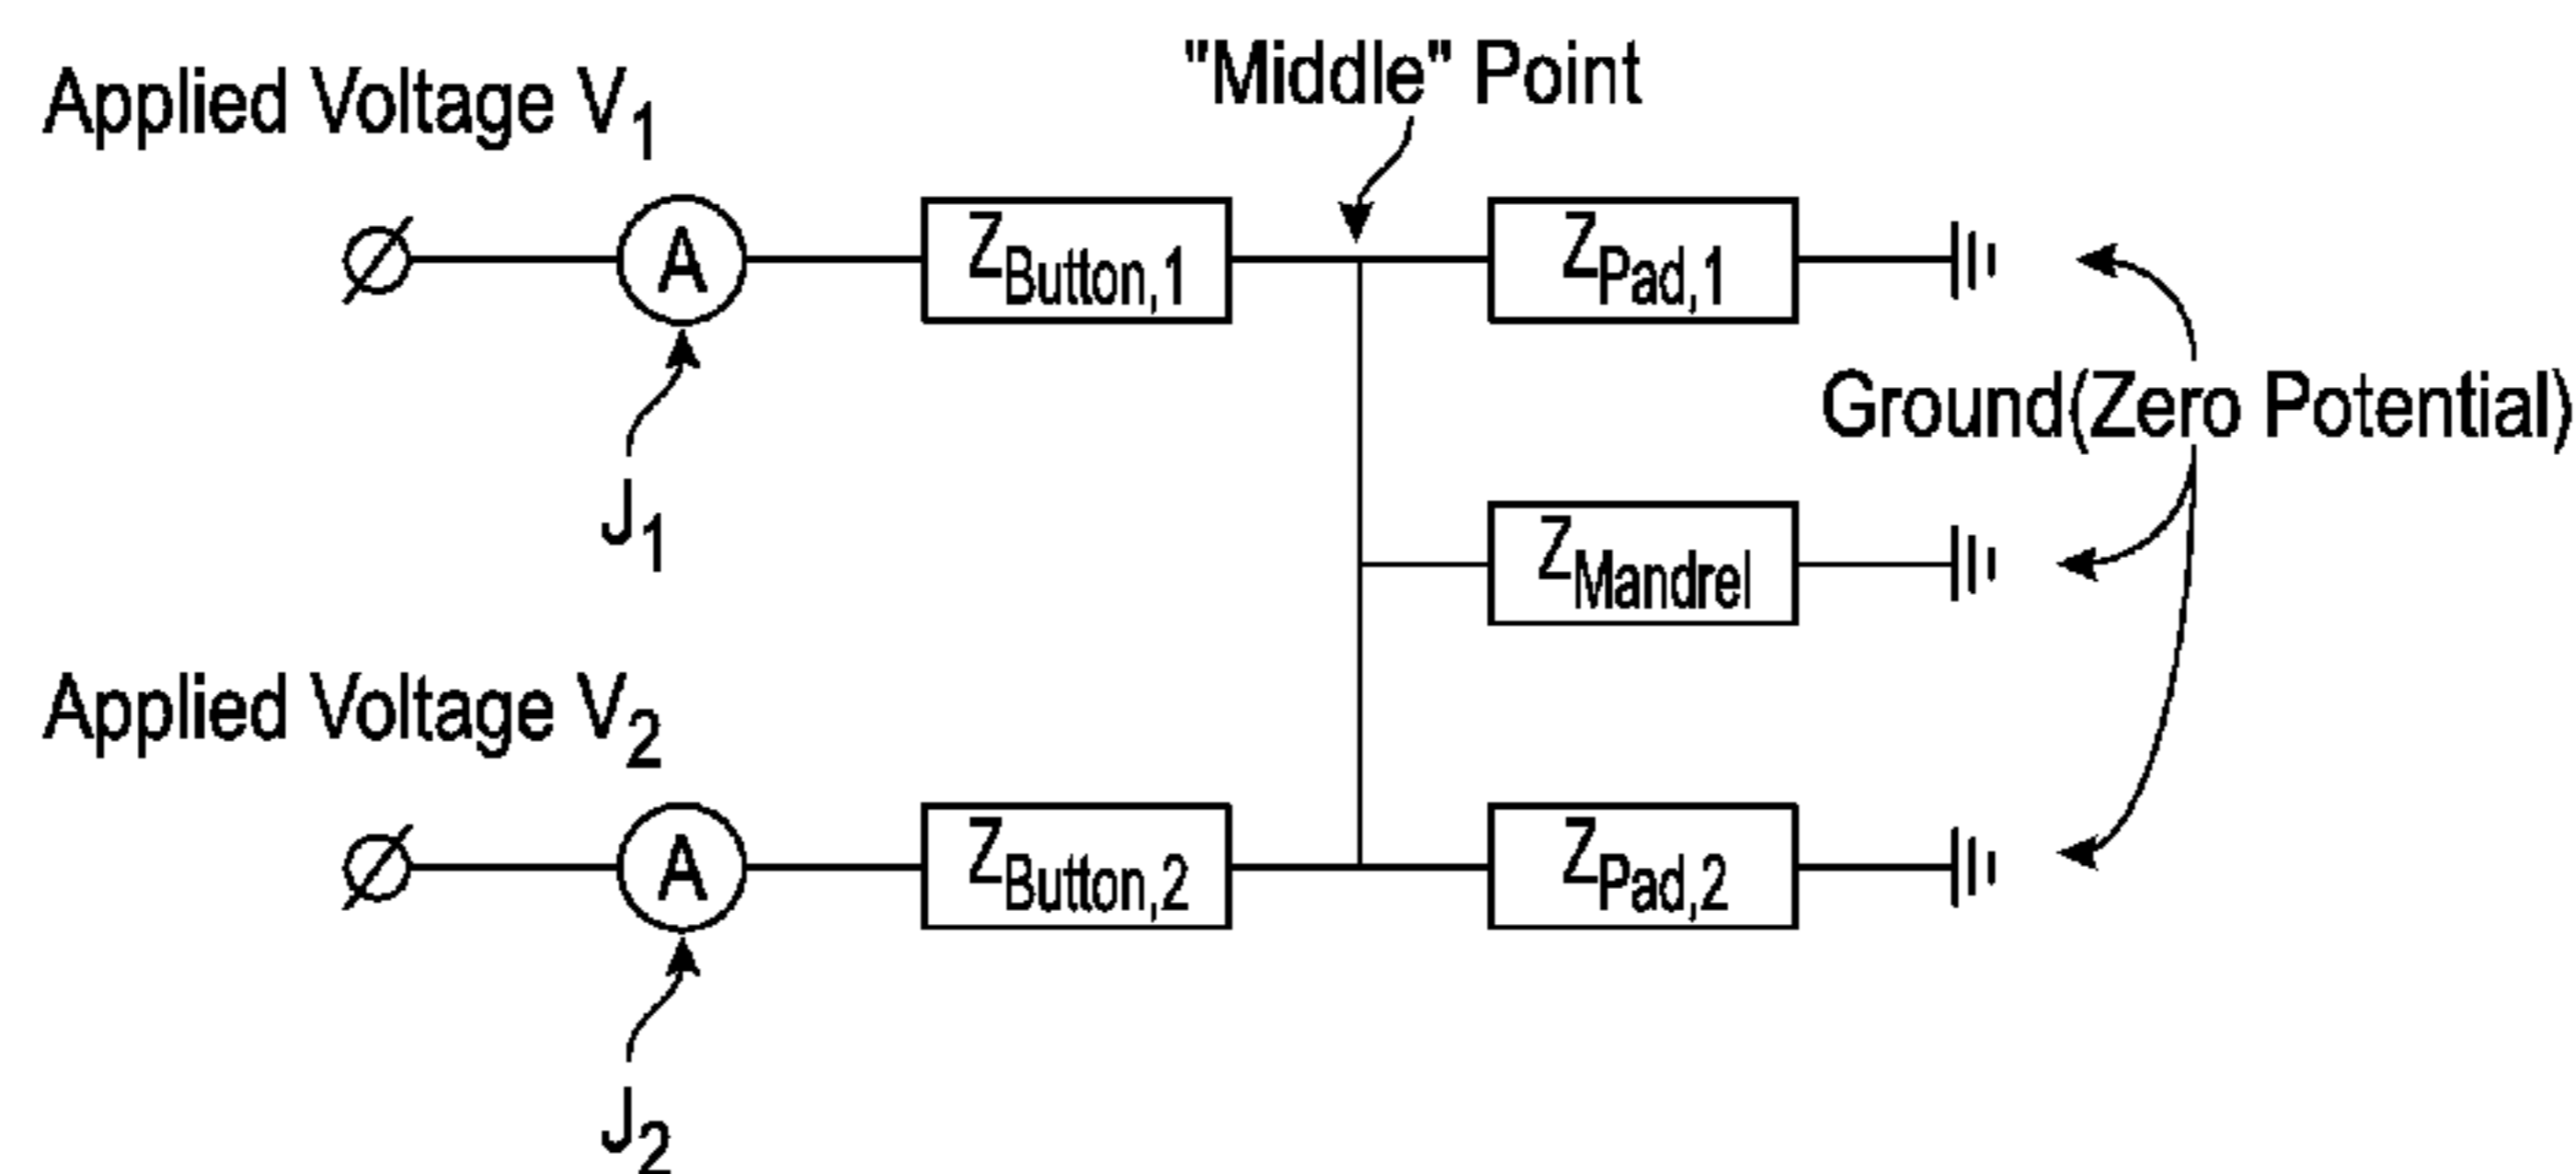 "Middle" Point
Applied Voltage V1
A
ZButton,1
ZPad,1
J1
Ground(Zero Potential)
ZMandrel
Applied Voltage V2
A
ZButton,2
ZPad,2
J2